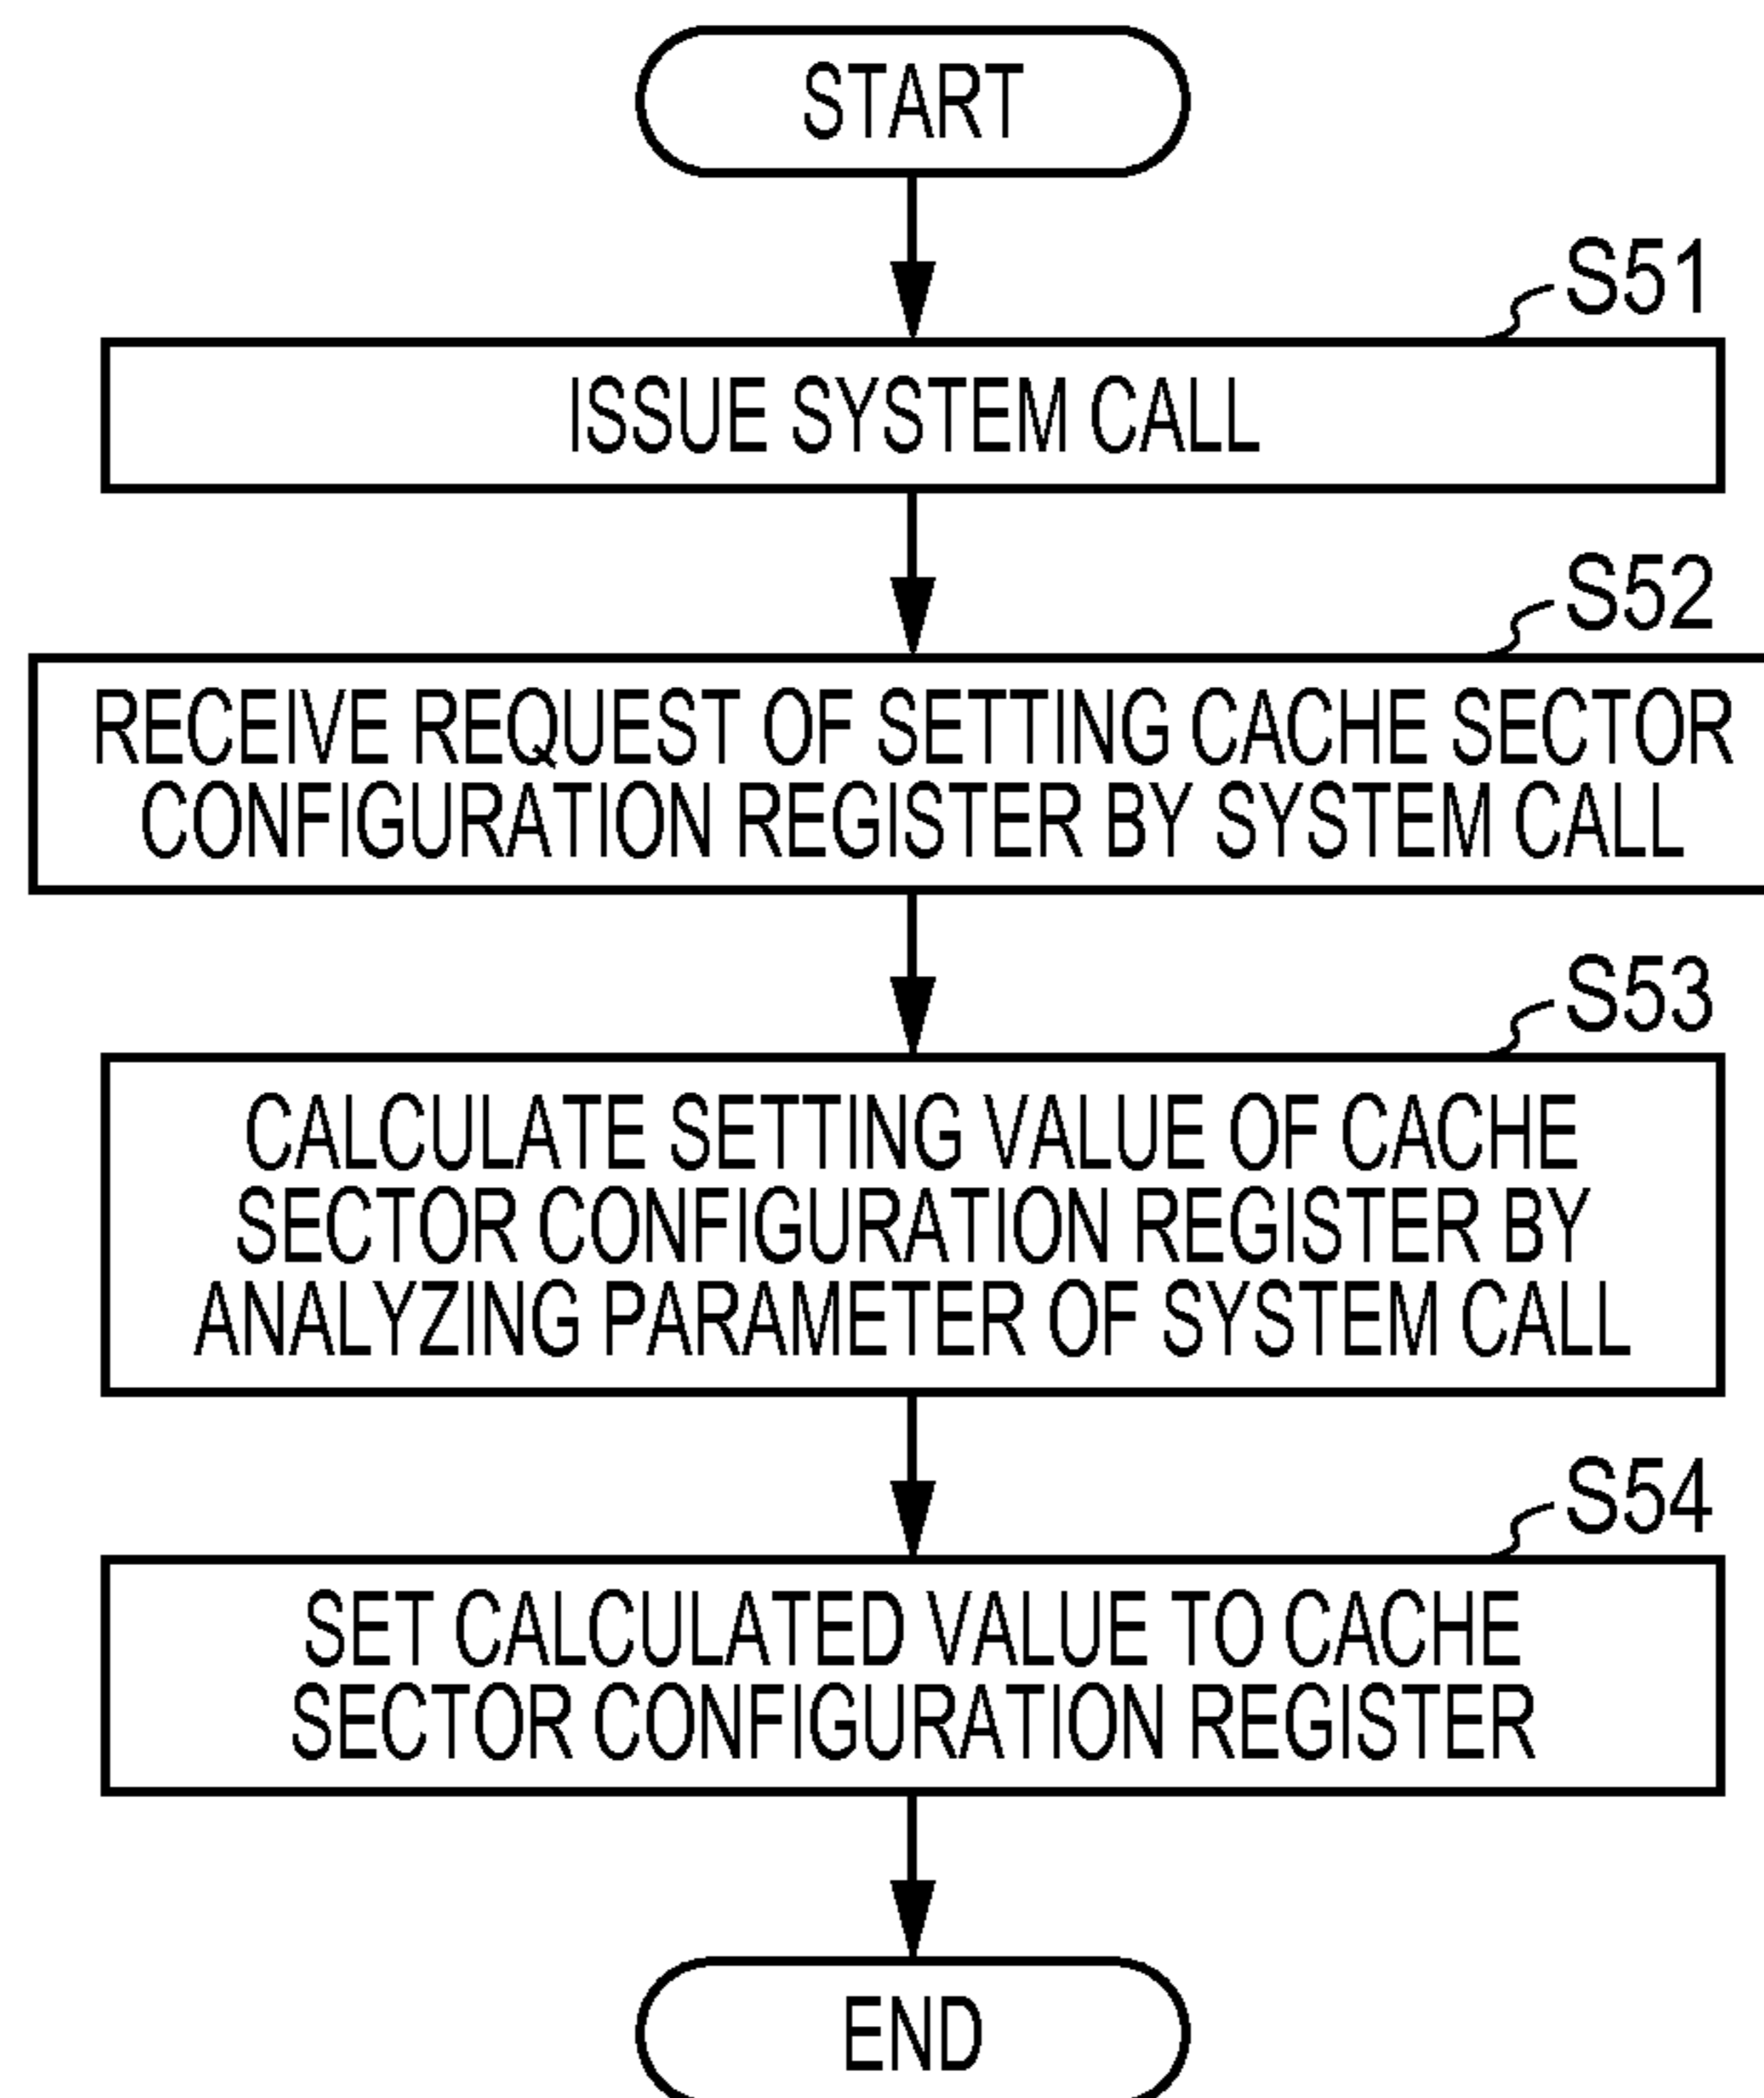 START
S51
ISSUE SYSTEM CALL
S52
RECEIVE REQUEST OF SETTING CACHE SECTOR
CONFIGURATION REGISTER BY SYSTEM CALL
S53
CALCULATE SETTING VALUE OF CACHE
SECTOR CONFIGURATION REGISTER BY
ANALYZING PARAMETER OF SYSTEM CALL
S54
SET CALCULATED VALUE TO CACHE
SECTOR CONFIGURATION REGISTER
END